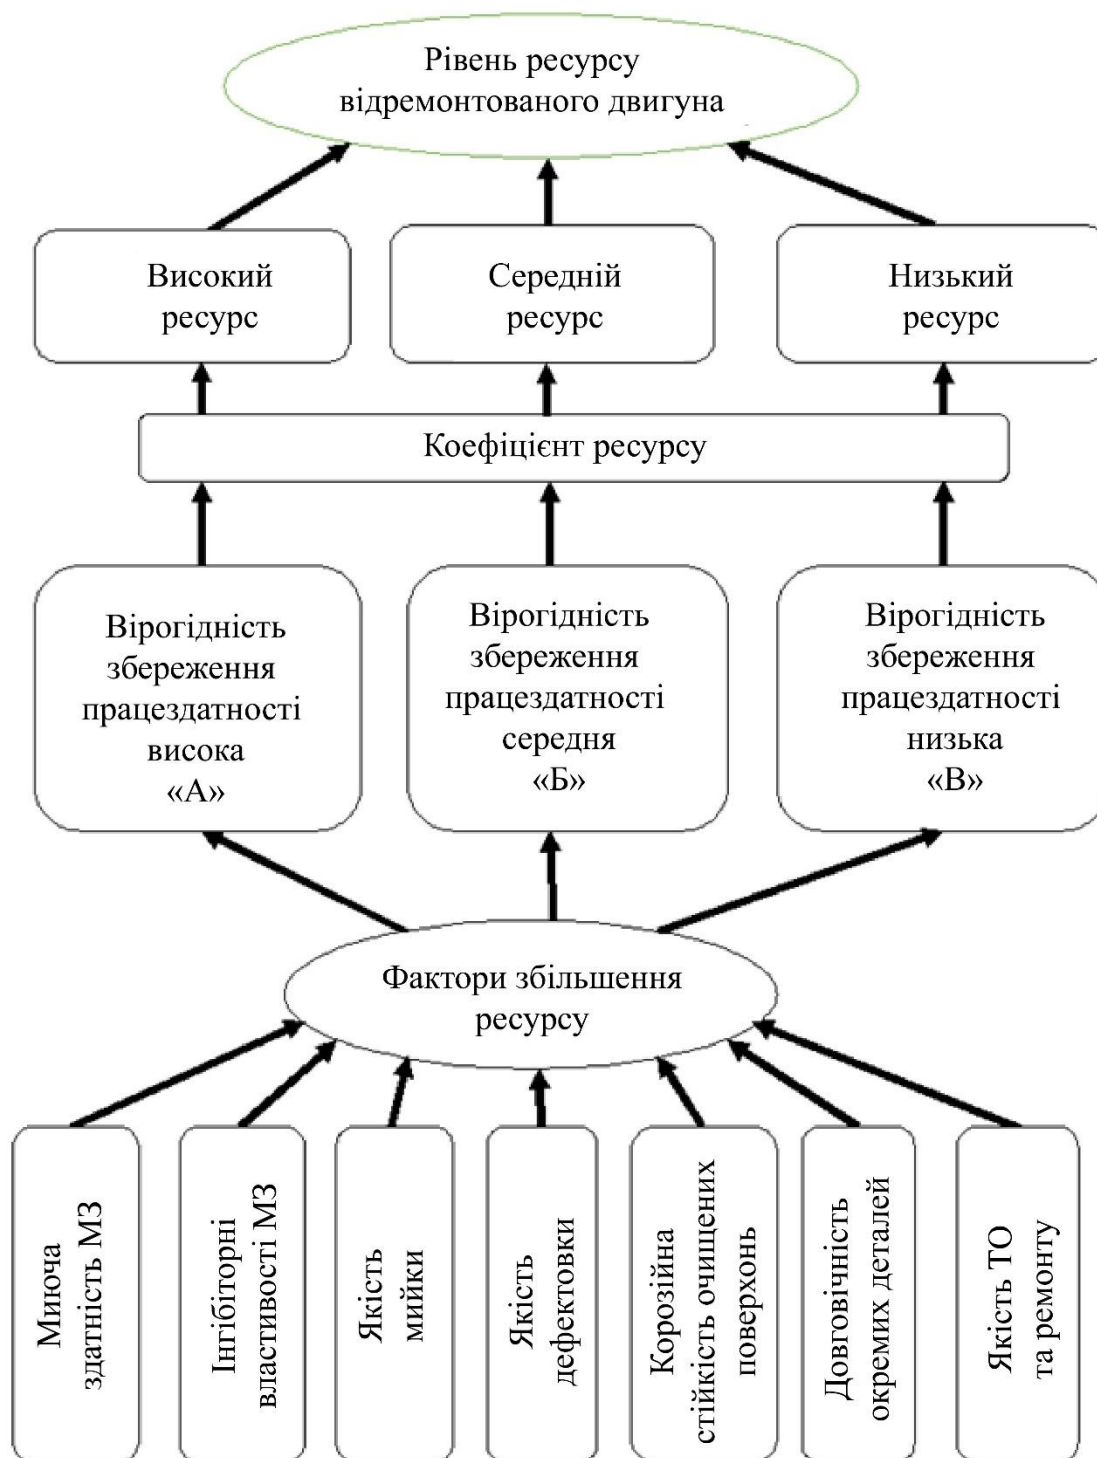 Рівень ресурсу
відремонтованого двигуна
Високий
ресурс
Середній
ресурс
Низький
ресурс
Коефіцієнт ресурсу
Вірогідність
збереження
працездатності
висока
«А»
Вірогідність
збереження
працездатності
середня
«Б»
Вірогідність
збереження
працездатності
низька
«В»
Фактори збільшення
ресурсу
Миюча
здатність МЗ
Інгібіторні
властивості МЗ
Якість
мийки
Якість
дефектовки
Корозійна
стійкість очищених
поверхонь
Довговічність
окремих деталей
Якість ТО
та ремонту